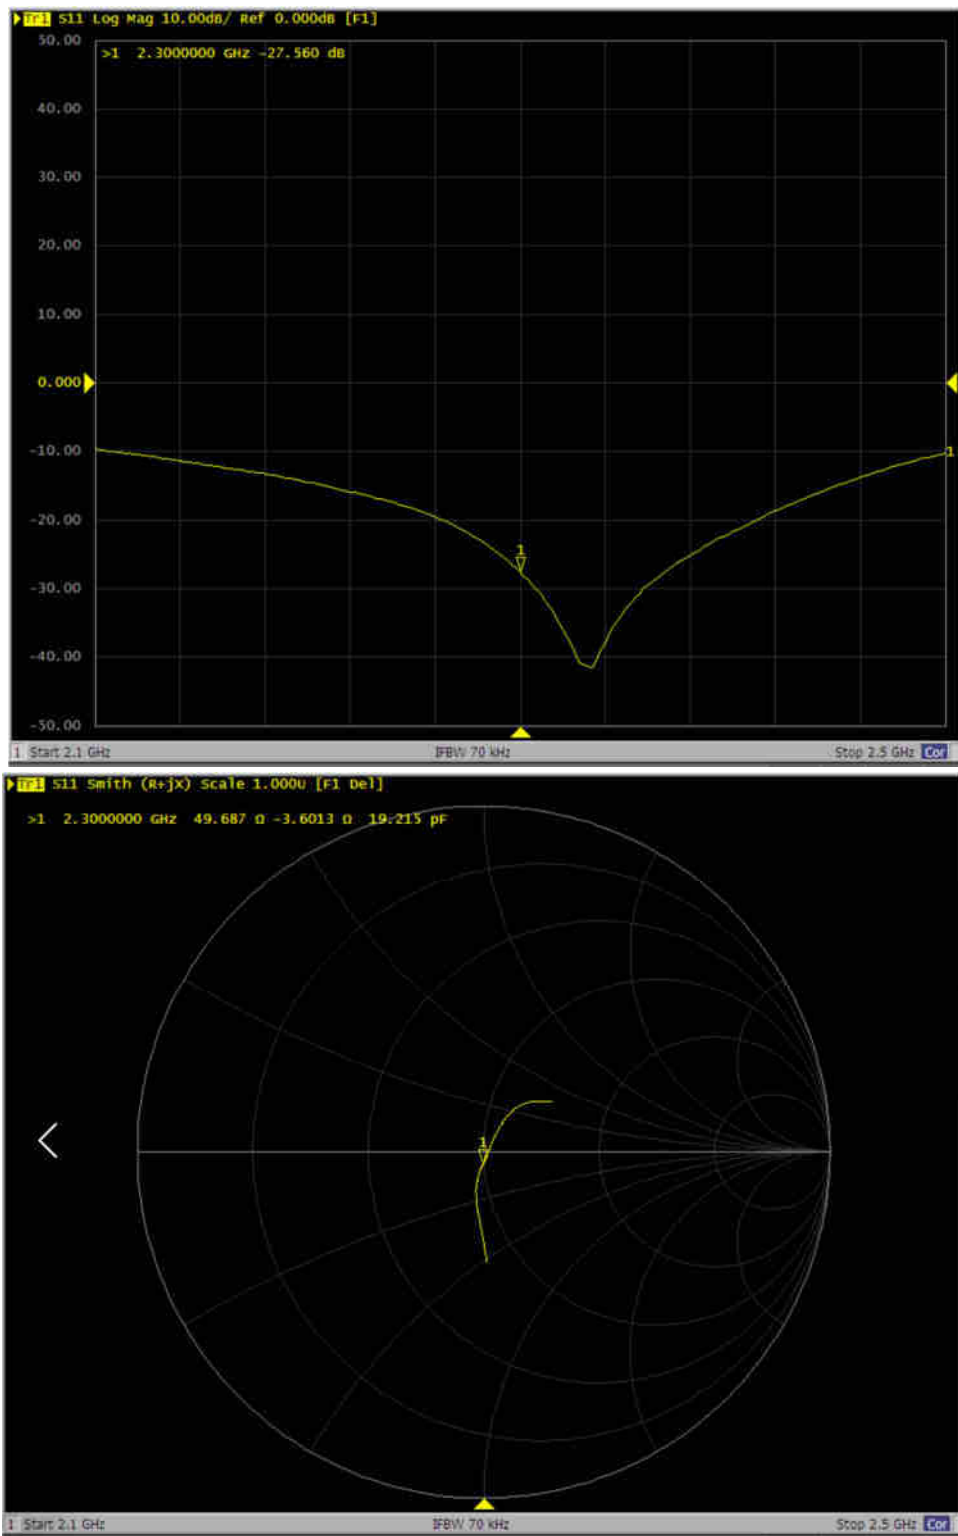 Tr1 S11 Log Mag 10.00dB/ Ref 0.000dB [F1]
50.00
>1 2.3000000 GHz -27.560 dB
40.00
30.00
20.00
10.00
0.000
-10.00
1
-20.00
1
-30.00
-40.00
-50.00
1 Start 2.1 GHz IFBW 70 kHz Stop 2.5 GHz Cor
Tr1 S11 Smith (R+jX) Scale 1.000U [F1 Del]
>1 2.3000000 GHz 49.687 Ω -3.6013 Ω 19.215 pF
1
1 Start 2.1 GHz IFBW 70 kHz Stop 2.5 GHz Cor